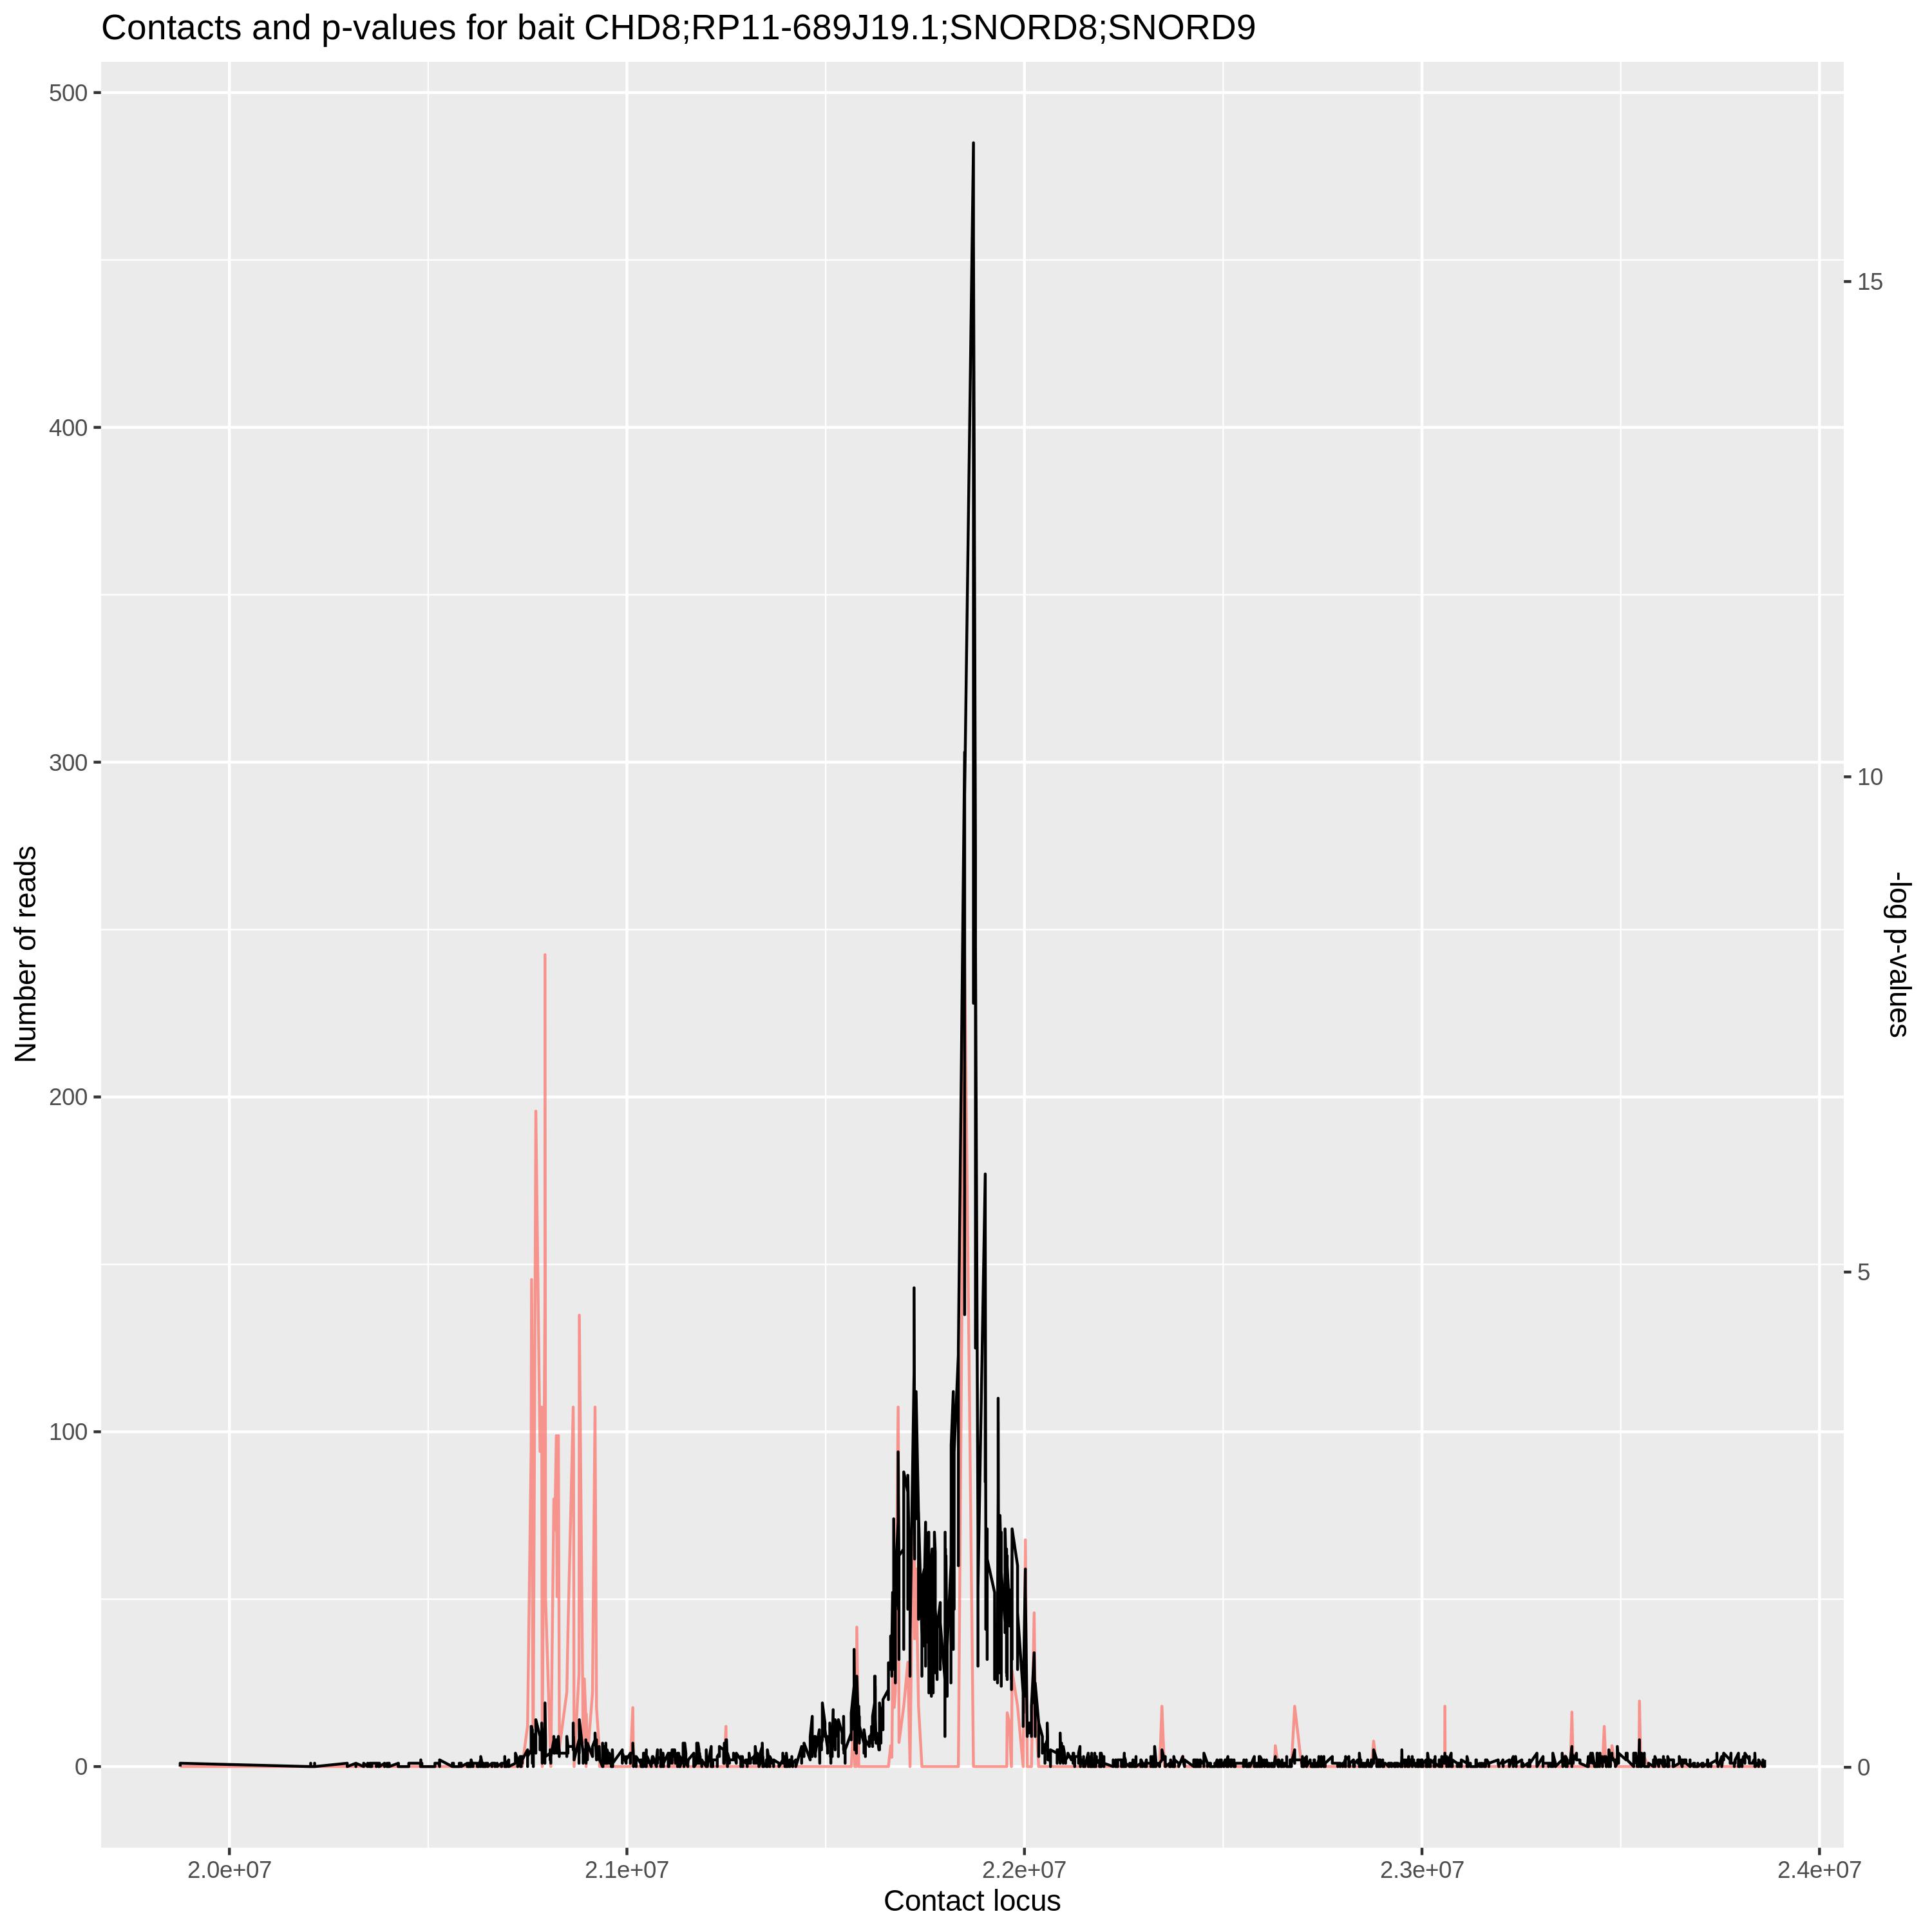 Contacts and p-values for bait CHD8;RP11-689J19.1;SNORD8;SNORD9
500
400
300
200
100
0
Number of reads
15
10
5
0
-log p-values
2.0e+07
2.1e+07
2.2e+07
2.3e+07
2.4e+07
Contact locus